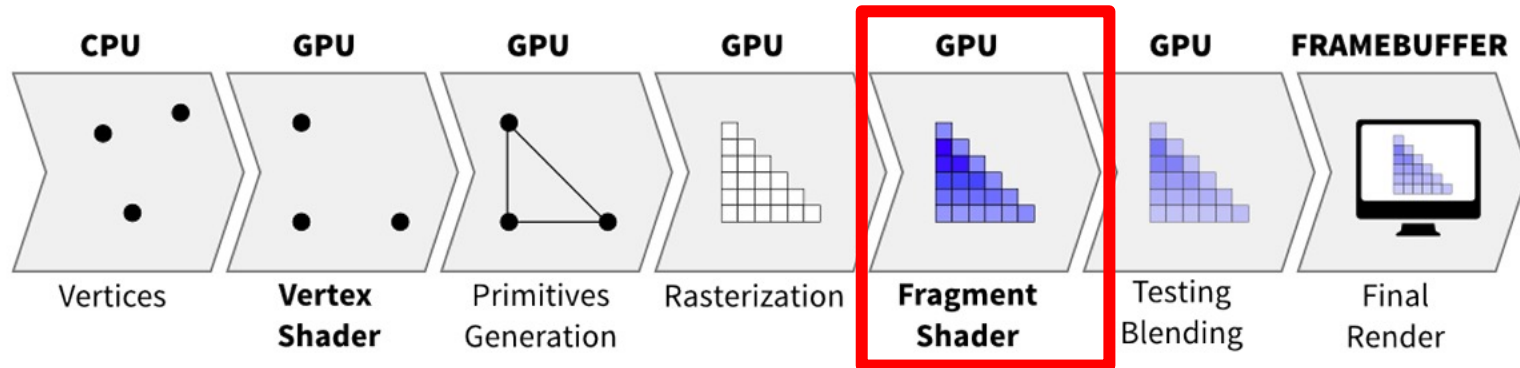 CPU GPU GPU GPU GPU GPU FRAMEBUFFER
Vertices
Vertex
Shader
Primitives
Generation
Rasterization
Fragment
Shader
Testing
Blending
Final
Render